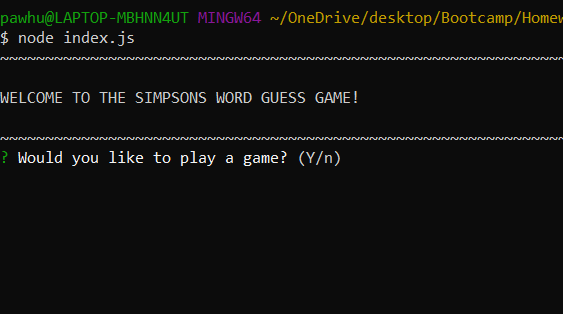 pawhu@LAPTOP-MBHNN4UT MINGW64 ~/OneDrive/desktop/Bootcamp/Homew
$ node index.js
~~~~~~~~~~~~~~~~~~~~~~~~~~~~~~~~~~~~~~~~~~~~~~~~~~~~~~~~~~~~~~~
WELCOME TO THE SIMPSONS WORD GUESS GAME!
~~~~~~~~~~~~~~~~~~~~~~~~~~~~~~~~~~~~~~~~~~~~~~~~~~~~~~~~~~~~~~~
? Would you like to play a game? (Y/n)